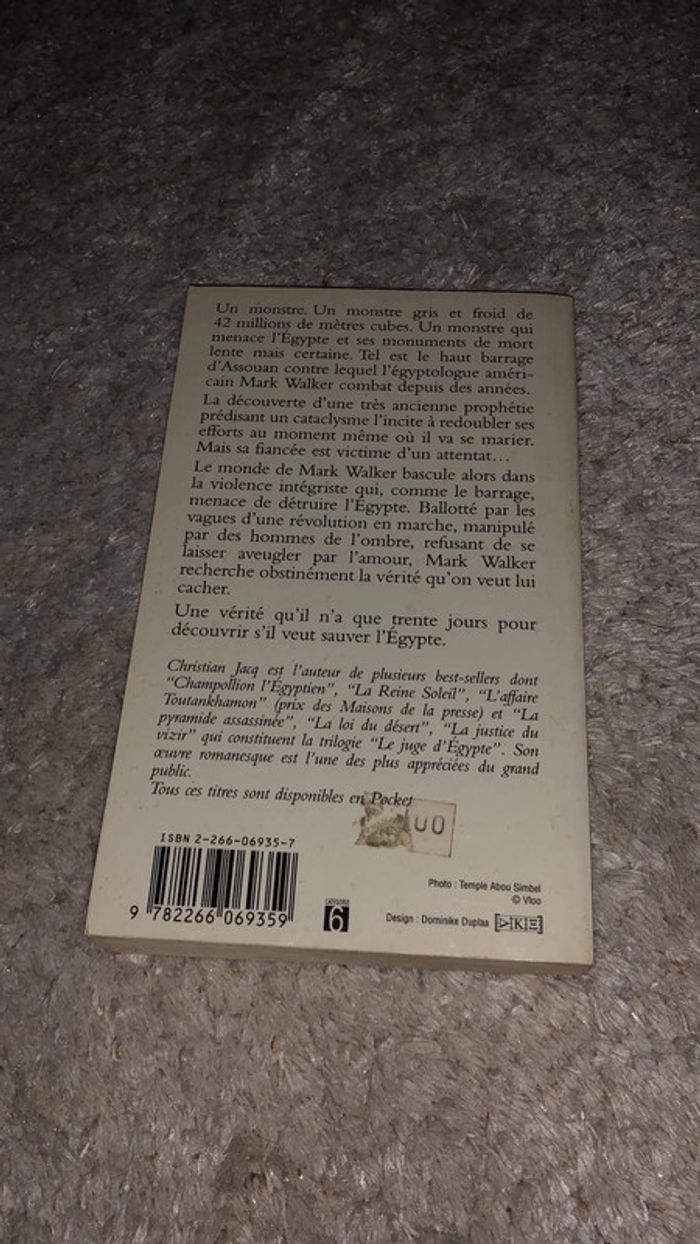 Un monstre. Un monstre gris et froid de
42 millions de mètres cubes. Un monstre qui
menace l'Égypte et ses monuments de mort
lente mais certaine. Tel est le haut barrage
d'Assouan contre lequel l'égyptologue améri-
cain Mark Walker combat depuis des années.
La découverte d'une très ancienne prophétie
prédisant un cataclysme l'incite à redoubler ses
efforts au moment même où il va se marier.
Mais sa fiancée est victime d'un attentat...
Le monde de Mark Walker bascule alors dans
la violence intégriste qui, comme le barrage,
menace de détruire l'Égypte. Ballotté par les
vagues d'une révolution en marche, manipulé
par des hommes de l'ombre, refusant de se
laisser aveugler par l'amour, Mark Walker
recherche obstinément la vérité qu'on veut lui
cacher.
Une vérité qu'il n'a que trente jours pour
découvrir s'il veut sauver l'Égypte.
Christian Jacq est l'auteur de plusieurs best-sellers dont
"Champollion l'Égyptien", "La Reine Soleil", "L'affaire
Toutankhamon" (prix des Maisons de la presse) et "La
pyramide assassinée", "La loi du désert", "La justice du
vizir" qui constituent la trilogie "Le juge d'Égypte". Son
œuvre romanesque est l'une des plus appréciées du grand
public.
Tous ces titres sont disponibles en Pocket
00
ISBN 2-266-06935-7
9 782266 069359
CATÉGORIE
6
Photo : Temple Abou Simbel
© Vloo
Design : Dominike Duplaa